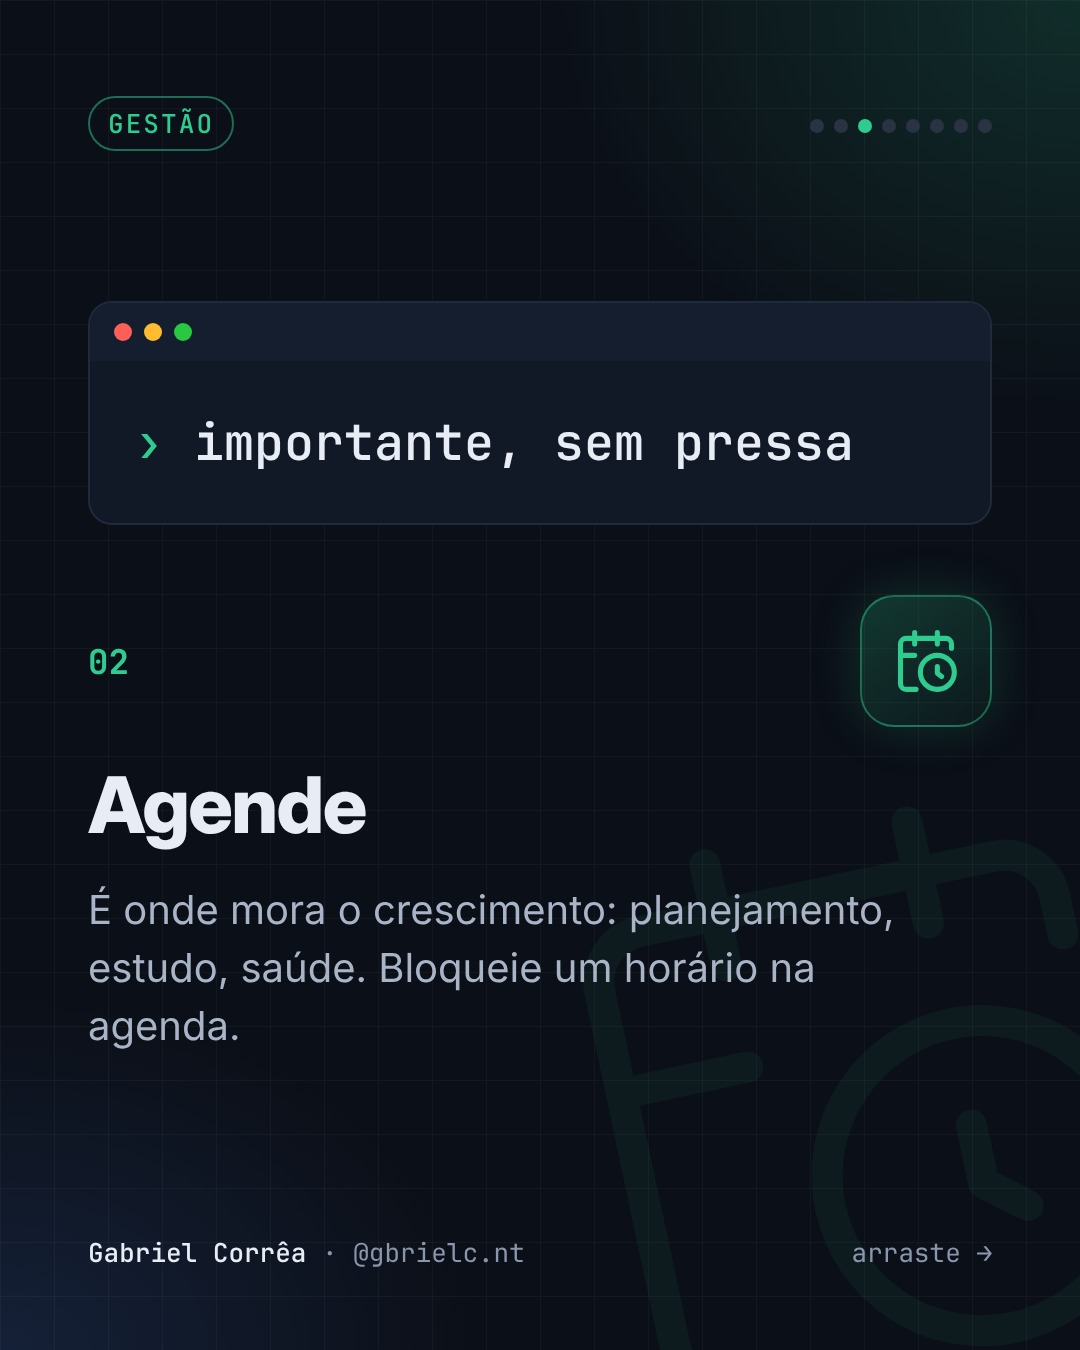 GESTÃO
› importante, sem pressa
02
Agende
É onde mora o crescimento: planejamento,
estudo, saúde. Bloqueie um horário na
agenda.
Gabriel Corrêa · @gbrielc.nt
arraste →